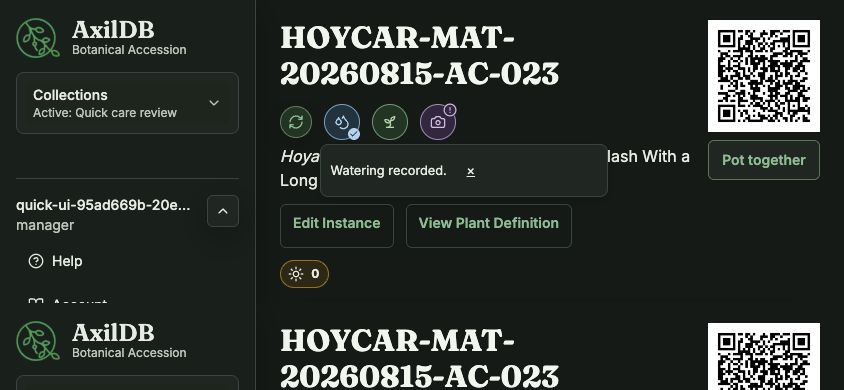 AxilDB
Botanical Accession
Collections
Active: Quick care review
quick-ui-95ad669b-20e...
manager
Help
Account
HOYCAR-MAT-
20260815-AC-023
Hoya
lash With a
Long
Watering recorded. x
Pot together
Edit Instance
View Plant Definition
0
AxilDB
Botanical Accession
HOYCAR-MAT-
20260815-AC-023